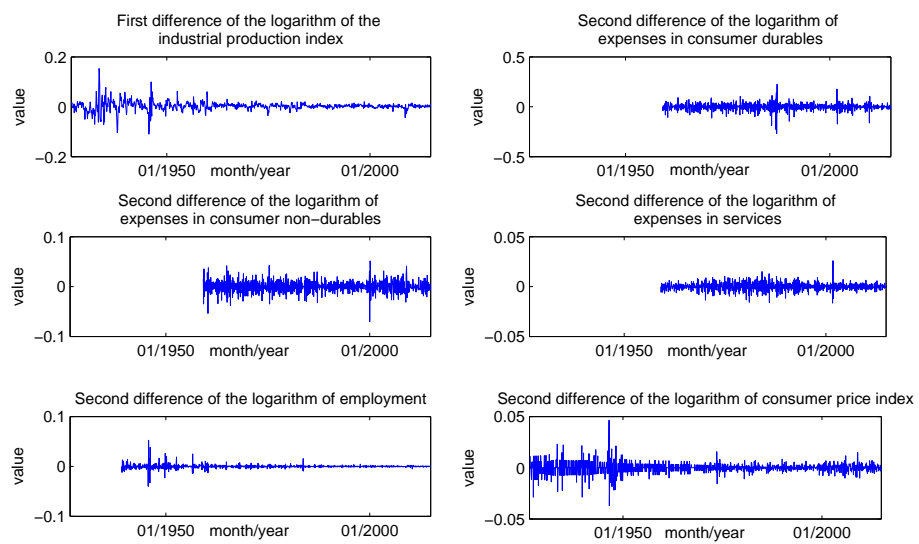 First difference of the logarithm of the
industrial production index
0.2
0
−0.2
value
01/1950 month/year 01/2000
Second difference of the logarithm of
expenses in consumer durables
0.5
0
−0.5
value
01/1950 month/year 01/2000
Second difference of the logarithm of
expenses in consumer non−durables
0.1
0
−0.1
value
01/1950 month/year 01/2000
Second difference of the logarithm of
expenses in services
0.05
0
−0.05
value
01/1950 month/year 01/2000
Second difference of the logarithm of employment
0.1
0
−0.1
value
01/1950 month/year 01/2000
Second difference of the logarithm of consumer price index
0.05
0
−0.05
value
01/1950 month/year 01/2000